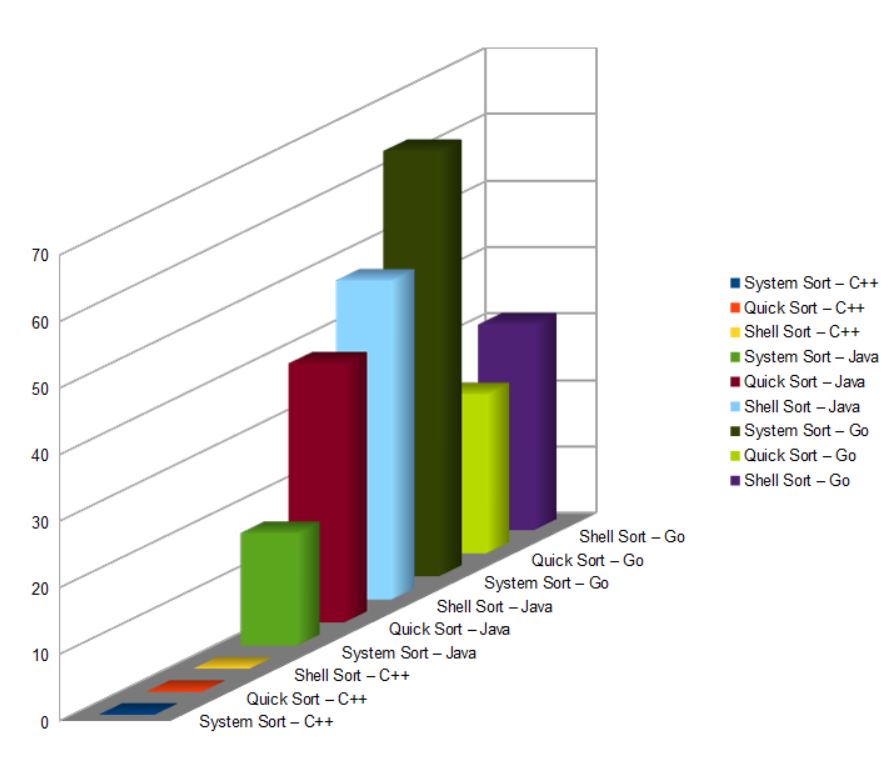 70
60
50
40
30
20
10
0
System Sort – C++
Quick Sort – C++
Shell Sort – C++
System Sort – Java
Quick Sort – Java
Shell Sort – Java
System Sort – Go
Quick Sort – Go
Shell Sort – Go
Shell Sort – Go
Quick Sort – Go
System Sort – Go
Shell Sort – Java
Quick Sort – Java
System Sort – Java
Shell Sort – C++
Quick Sort – C++
System Sort – C++